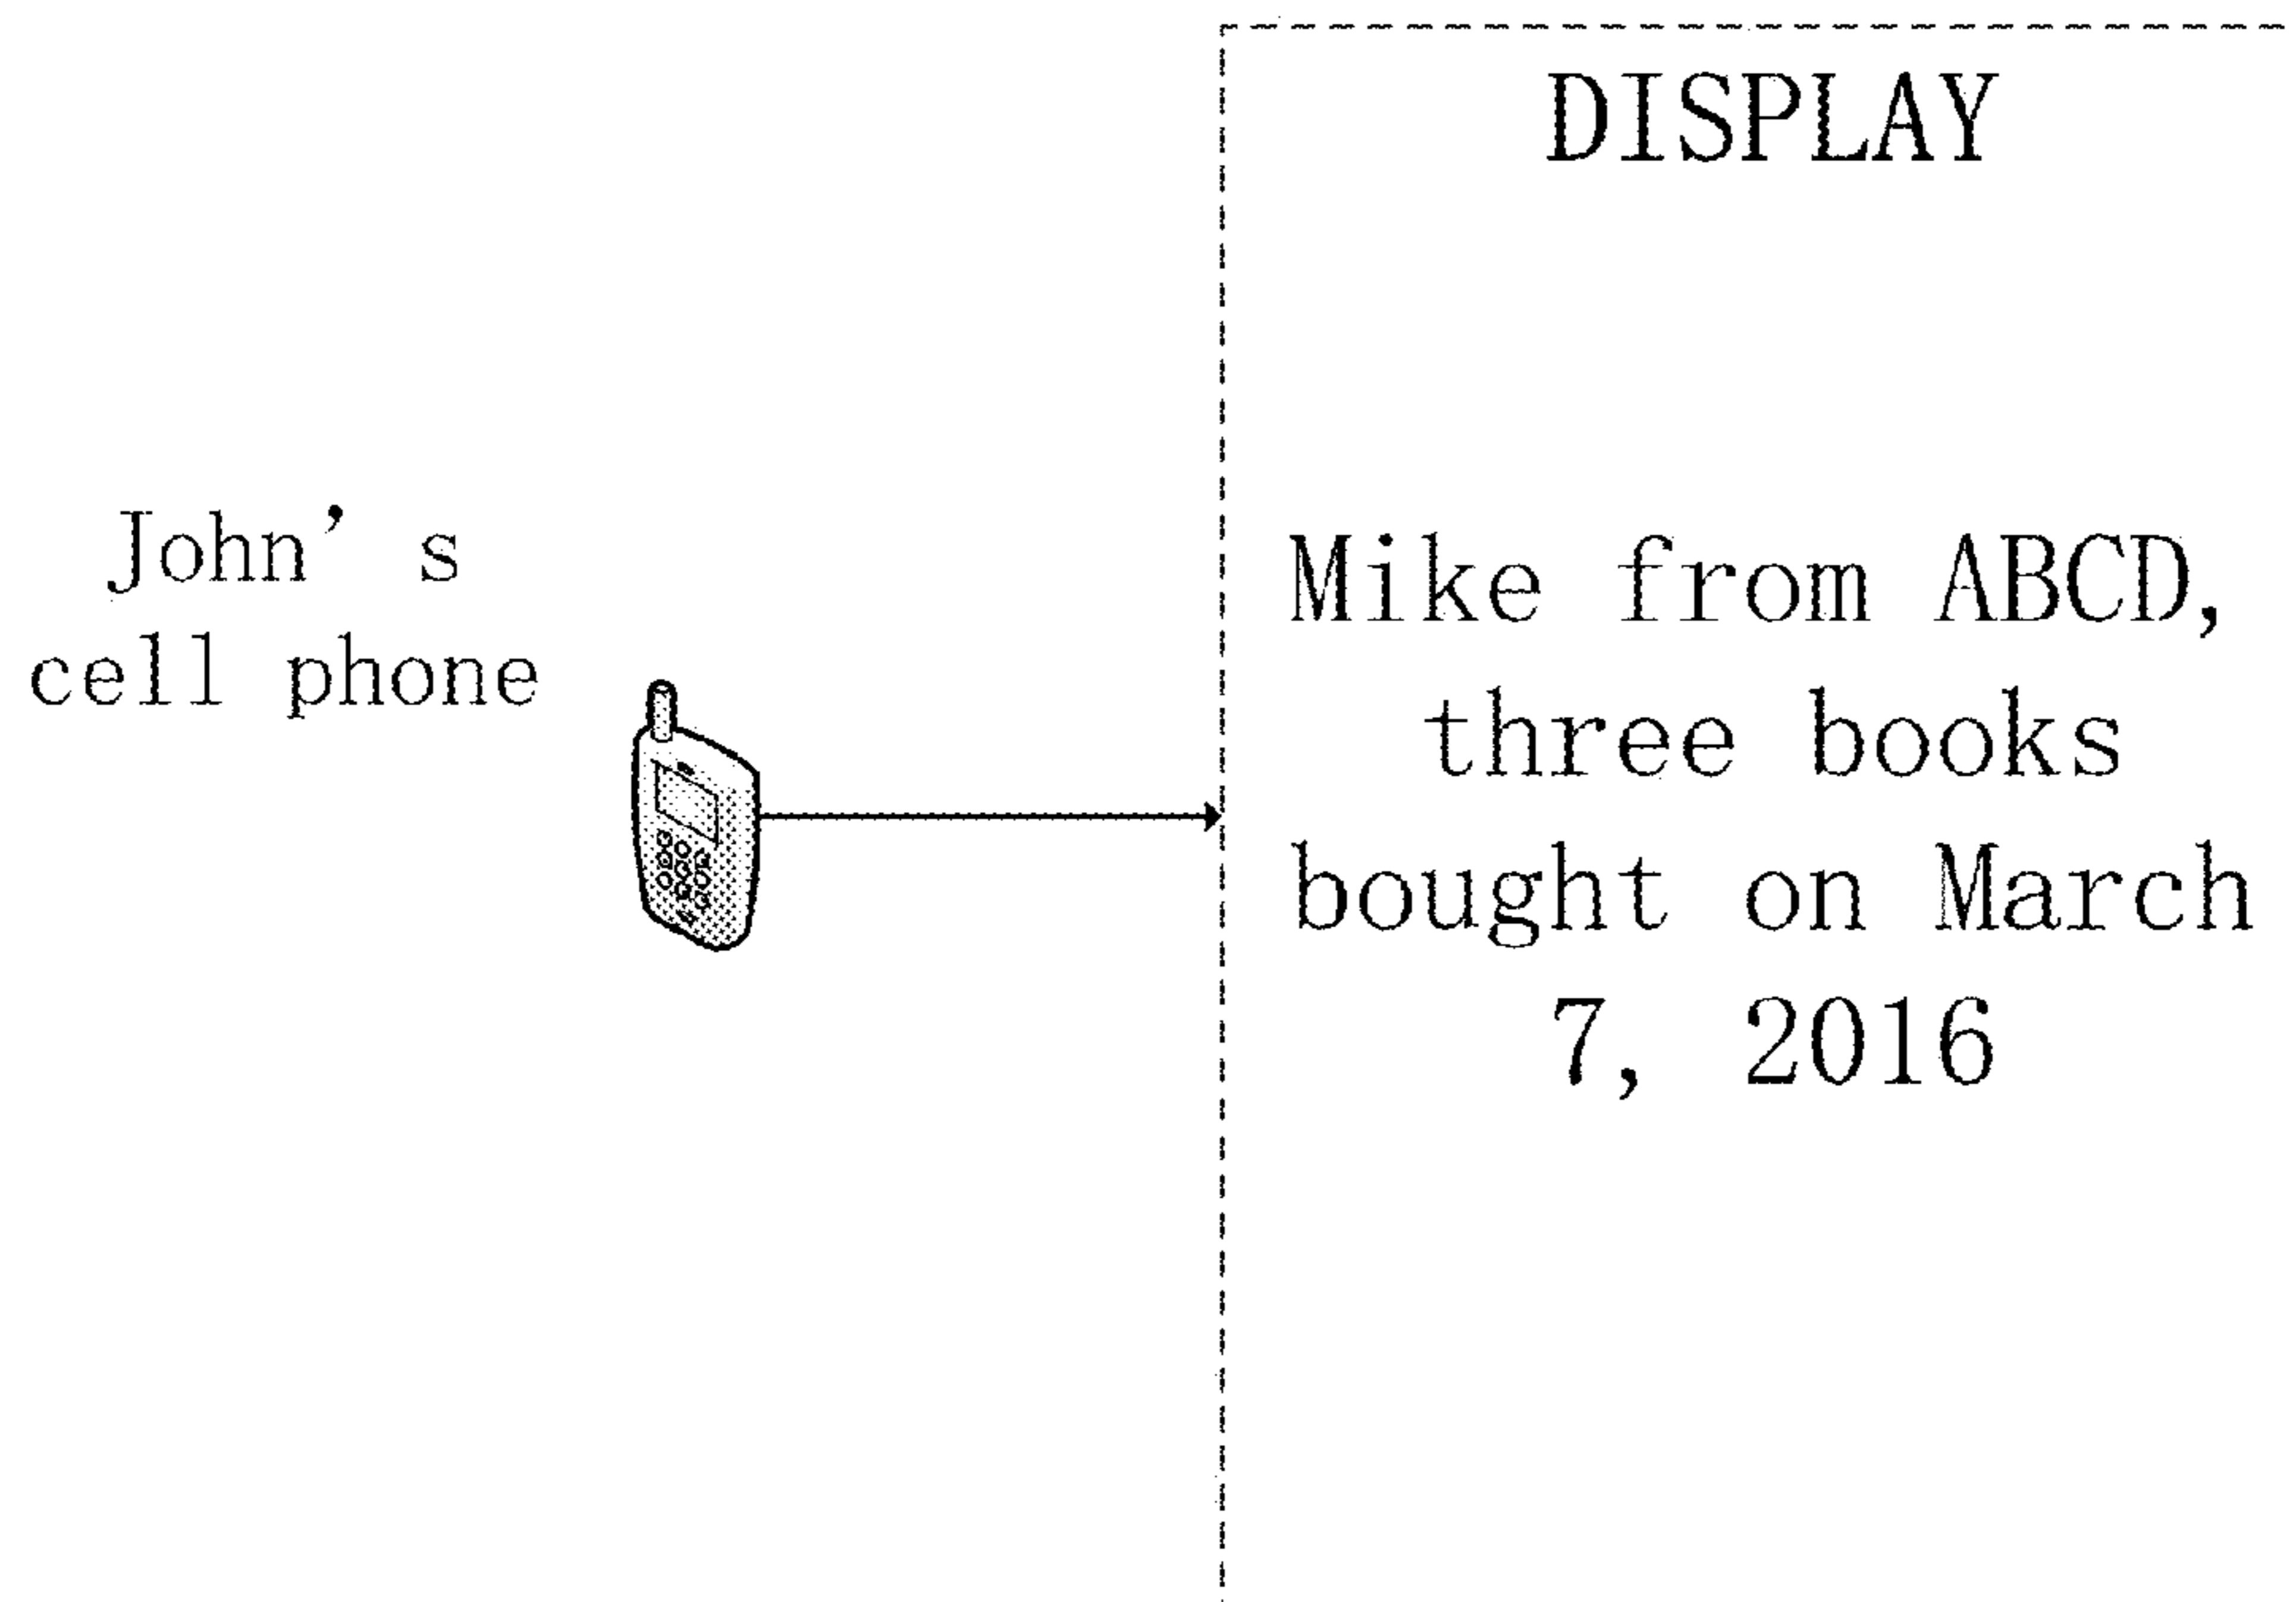 John's
cell phone
DISPLAY
Mike from ABCD,
three books
bought on March
7, 2016